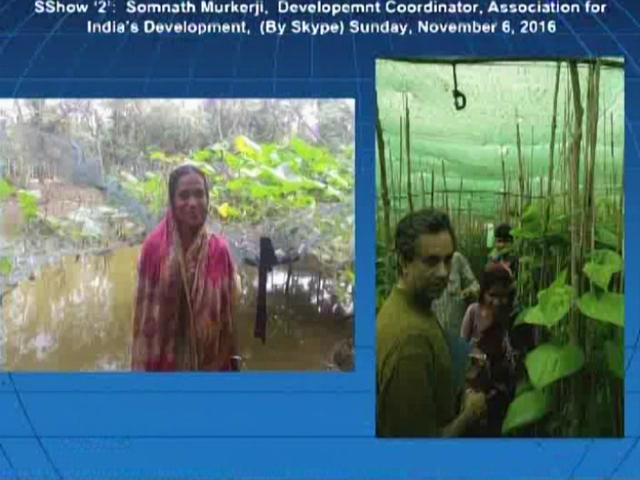 SShow '2':  Somnath Murkerji,  Developemnt Coordinator, Association for
India's Development,  (By Skype) Sunday, November 6, 2016